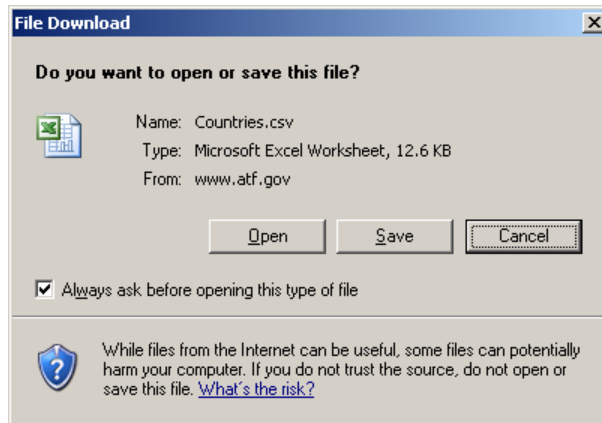 File Download
Do you want to open or save this file?
Name: Countries.csv
Type: Microsoft Excel Worksheet, 12.6 KB
From: www.atf.gov
Open Save Cancel
Always ask before opening this type of file
While files from the Internet can be useful, some files can potentially
harm your computer. If you do not trust the source, do not open or
save this file. What's the risk?